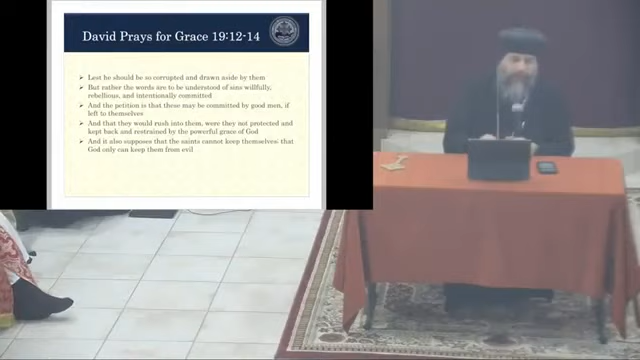 David Prays for Grace 19:12-14
Lest he should be so corrupted and drawn aside by them
But rather the words are to be understood of sins willfully,
rebellious, and intentionally committed
And the petition is that these may be committed by good men, if
left to themselves
And that they would rush into them, were they not protected and
kept back and restrained by the powerful grace of God
And it also supposes that the saints cannot keep themselves; that
God only can keep them from evil